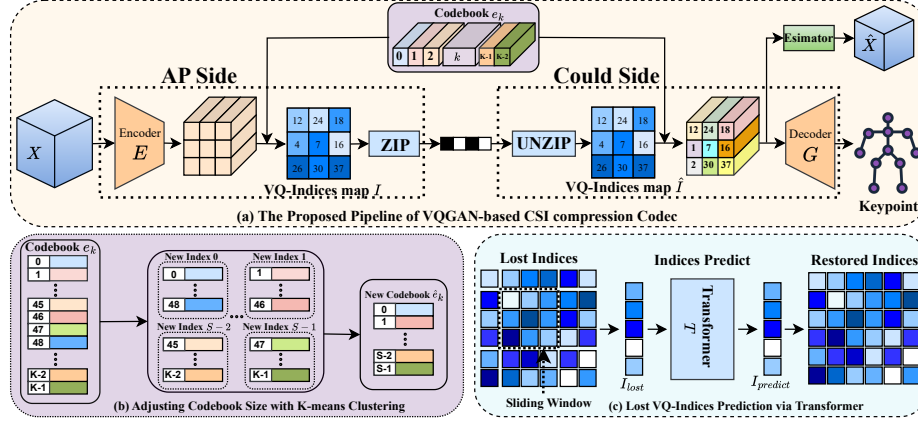 Codebook e_k
0 1 2 k K-1 K-2
Esimator
X̂
AP Side
Could Side
X
Encoder
E
12 24 18
4 7 16
26 30 37
ZIP
UNZIP
12 24 18
4 7 16
26 30 37
12 24 18
1 7 16
2 30 37
Decoder
G
VQ-Indices map I
VQ-Indices map Î
Keypoint
(a) The Proposed Pipeline of VQGAN-based CSI compression Codec
Codebook e_k
0
1
45
46
47
48
K-2
K-1
New Index 0
0
48
New Index 1
1
46
New Index S − 2
45
K-2
New Index S − 1
47
K-1
New Codebook ê_k
0
1
S-2
S-1
(b) Adjusting Codebook Size with K-means Clustering
Lost Indices
Indices Predict
Restored Indices
Transformer
T
I_lost
I_predict
Sliding Window
(c) Lost VQ-Indices Prediction via Transformer